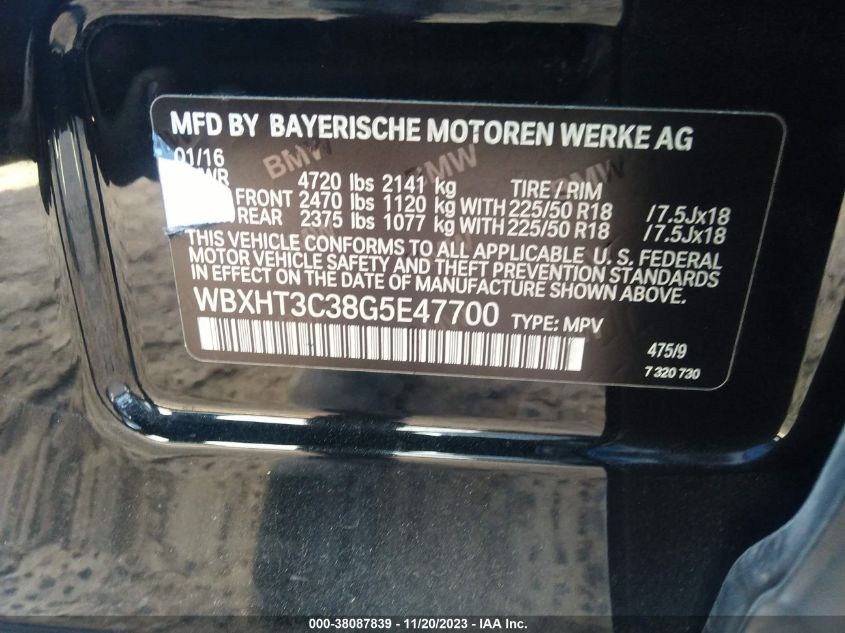 MFD BY BAYERISCHE MOTOREN WERKE AG
01/16
4720 lbs 2141 kg TIRE / RIM
FRONT 2470 lbs 1120 kg WITH 225/50 R18 /7.5Jx18
REAR 2375 lbs 1077 kg WITH 225/50 R18 /7.5Jx18
THIS VEHICLE CONFORMS TO ALL APPLICABLE U. S. FEDERAL
MOTOR VEHICLE SAFETY AND THEFT PREVENTION STANDARDS
IN EFFECT ON THE DATE OF MANUFACTURE SHOWN ABOVE.
WBXHT3C38G5E47700 TYPE: MPV
475/9
7 320 730
BMW
BMW
000-38087839 - 11/20/2023 - IAA Inc.